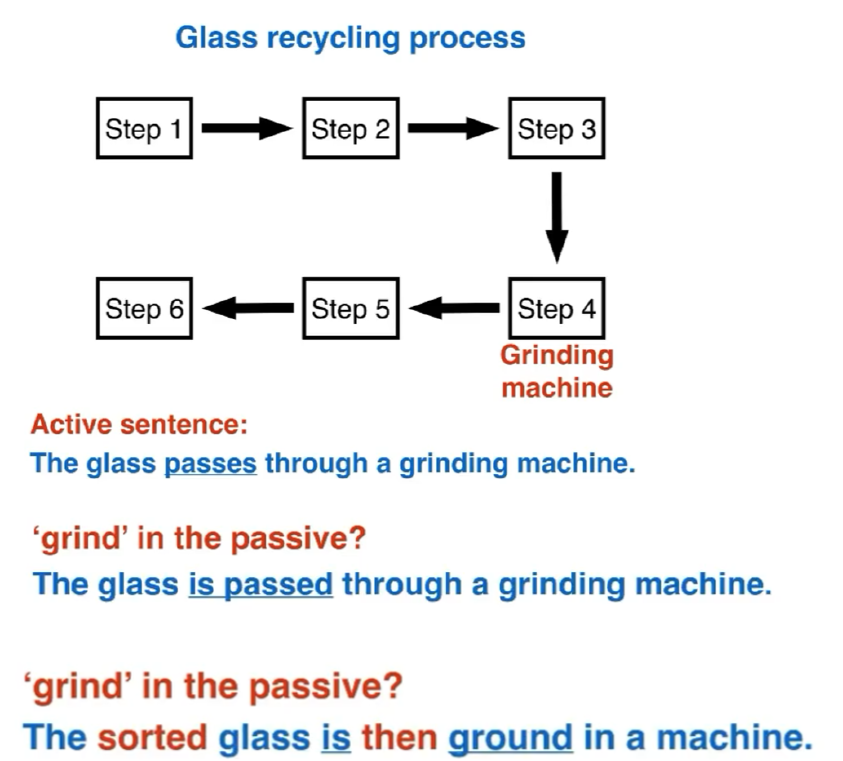 Glass recycling process
Step 1
Step 2
Step 3
Step 6
Step 5
Step 4
Grinding
machine
Active sentence:
The glass passes through a grinding machine.
‘grind’ in the passive?
The glass is passed through a grinding machine.
‘grind’ in the passive?
The sorted glass is then ground in a machine.